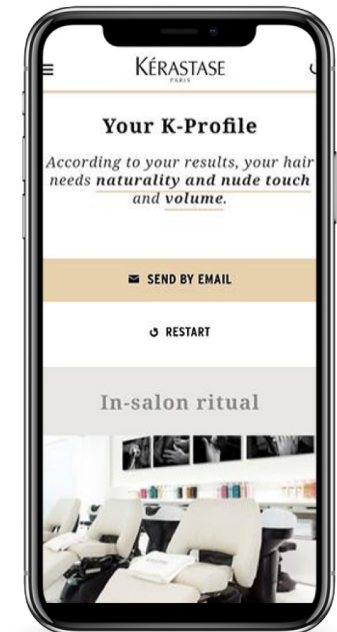 KÉRASTASE
PARIS
Your K-Profile
According to your results, your hair
needs naturality and nude touch
and volume.
SEND BY EMAIL
RESTART
In-salon ritual